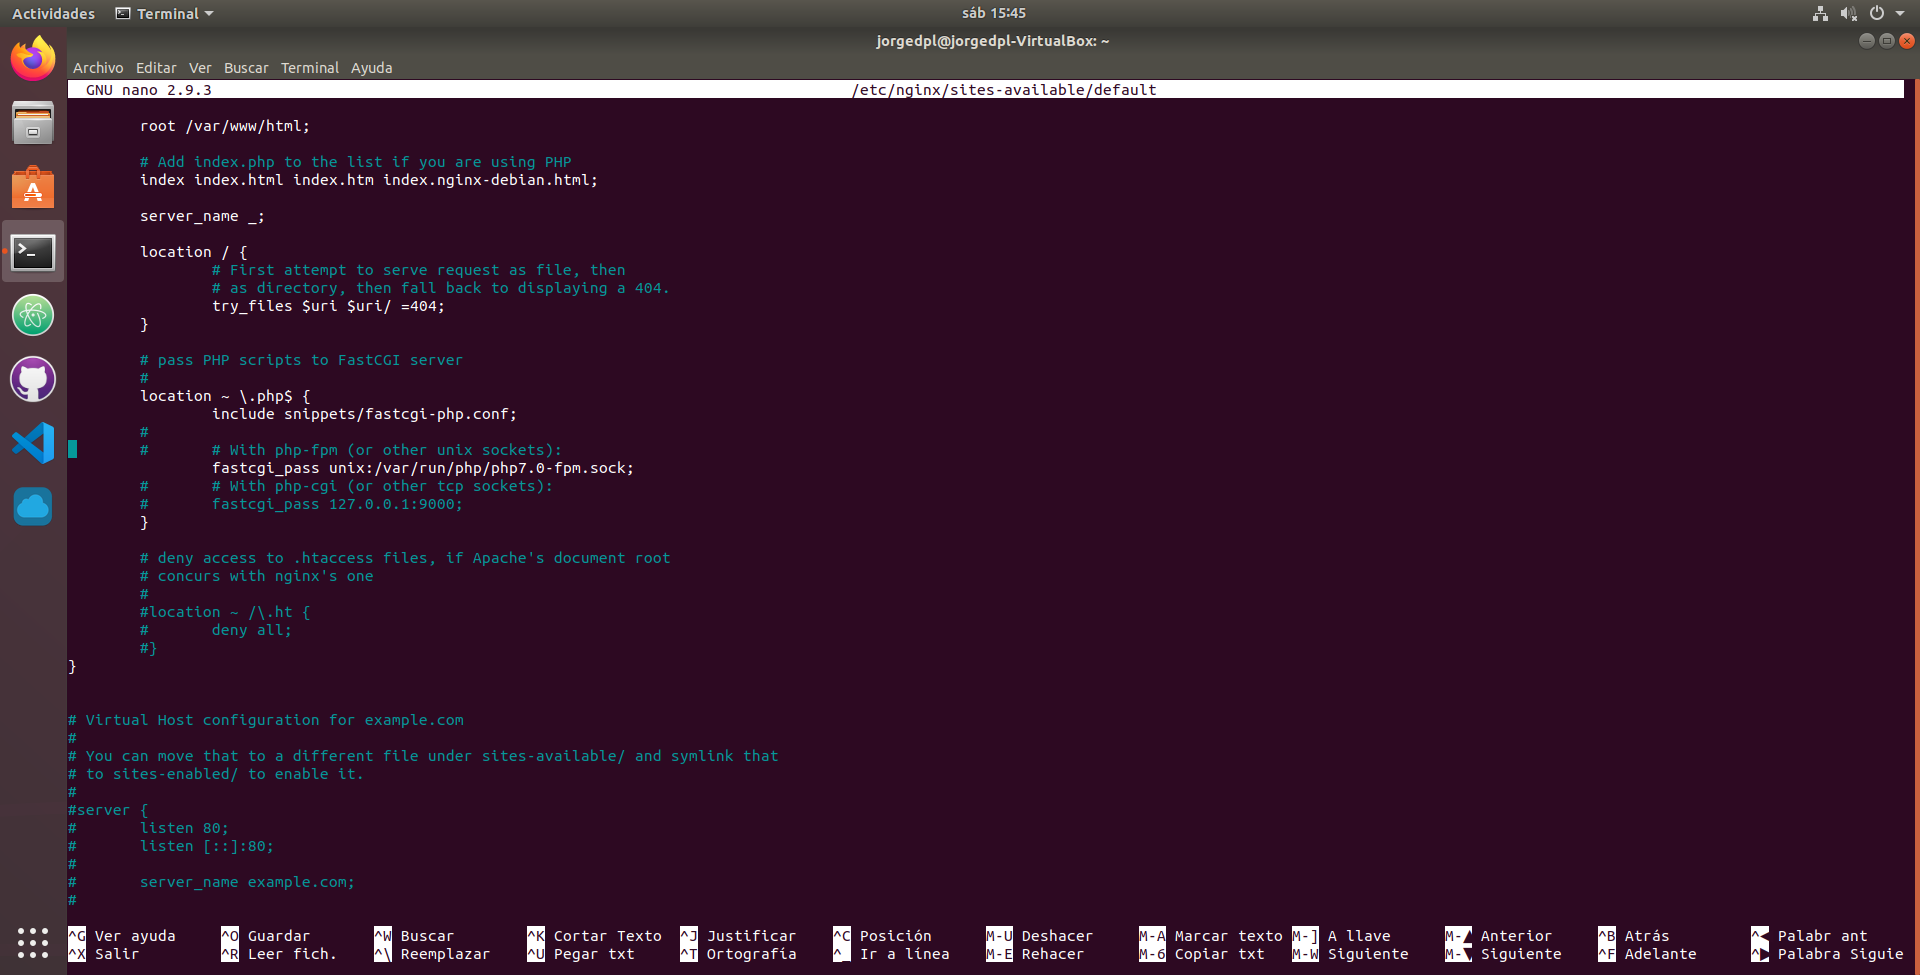 Actividades Terminal sáb 15:45
jorgedpl@jorgedpl-VirtualBox: ~
Archivo Editar Ver Buscar Terminal Ayuda
GNU nano 2.9.3 /etc/nginx/sites-available/default
root /var/www/html;
# Add index.php to the list if you are using PHP
index index.html index.htm index.nginx-debian.html;
server_name _;
location / {
# First attempt to serve request as file, then
# as directory, then fall back to displaying a 404.
try_files $uri $uri/ =404;
}
# pass PHP scripts to FastCGI server
#
location ~ \.php$ {
include snippets/fastcgi-php.conf;
#
# # With php-fpm (or other unix sockets):
fastcgi_pass unix:/var/run/php/php7.0-fpm.sock;
# # With php-cgi (or other tcp sockets):
# fastcgi_pass 127.0.0.1:9000;
}
# deny access to .htaccess files, if Apache's document root
# concurs with nginx's one
#
#location ~ /\.ht {
# deny all;
#}
}
# Virtual Host configuration for example.com
#
# You can move that to a different file under sites-available/ and symlink that
# to sites-enabled/ to enable it.
#
#server {
# listen 80;
# listen [::]:80;
#
# server_name example.com;
#
^G Ver ayuda ^O Guardar ^W Buscar ^K Cortar Texto ^J Justificar ^C Posición M-U Deshacer M-A Marcar texto M-] A llave M-▲ Anterior ^B Atrás ^◀ Palabr ant
^X Salir ^R Leer fich. ^\ Reemplazar ^U Pegar txt ^T Ortografía ^_ Ir a línea M-E Rehacer M-6 Copiar txt M-W Siguiente M-▼ Siguiente ^F Adelante ^▶ Palabra Siguie